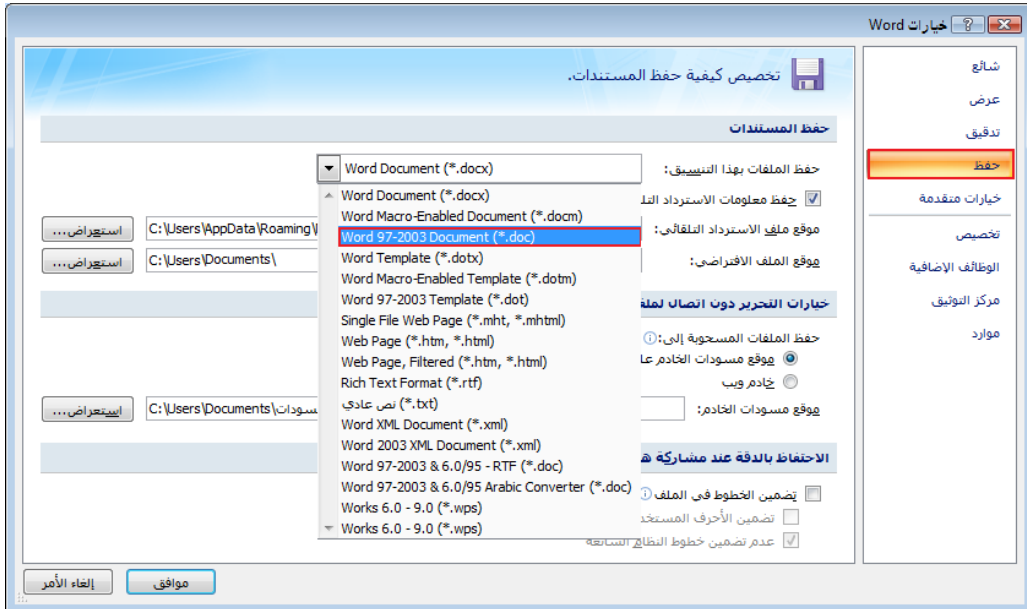 خيارات Word
شائع
عرض
تدقيق
حفظ
خيارات متقدمة
تخصيص
الوظائف الإضافية
مركز التوثيق
موارد
تخصيص كيفية حفظ المستندات.
حفظ المستندات
حفظ الملفات بهذا التنسيق:
Word Document (*.docx)
حفظ معلومات الاسترداد
موقع ملف الاسترداد التلقائي:
C:\Users\AppData\Roaming\
استعراض...
موقع الملف الافتراضي:
C:\Users\Documents\
استعراض...
Word Document (*.docx)
Word Macro-Enabled Document (*.docm)
Word 97-2003 Document (*.doc)
Word Template (*.dotx)
Word Macro-Enabled Template (*.dotm)
Word 97-2003 Template (*.dot)
Single File Web Page (*.mht, *.mhtml)
Web Page (*.htm, *.html)
Web Page, Filtered (*.htm, *.html)
Rich Text Format (*.rtf)
نص عادي (*.txt)
Word XML Document (*.xml)
Word 2003 XML Document (*.xml)
Word 97-2003 & 6.0/95 - RTF (*.doc)
Word 97-2003 & 6.0/95 Arabic Converter (*.doc)
Works 6.0 - 9.0 (*.wps)
Works 6.0 - 9.0 (*.wps)
خيارات التحرير دون اتصال
حفظ الملفات المسحوبة إلى:
موقع مسودات الخادم
خادم ويب
موقع مسودات الخادم:
C:\Users\Documents\مسودات
استعراض...
الاحتفاظ بالدقة عند مشاركة
تضمين الخطوط في الملف
تضمين الأحرف
عدم تضمين خطوط النظام الشائعة
موافق
إلغاء الأمر